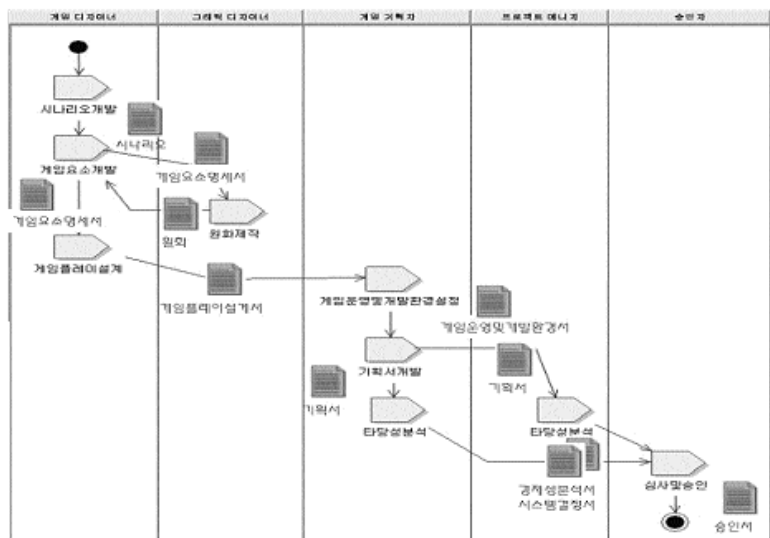 게임 디자이너
그래픽 디자이너
게임 기획자
프로젝트 매니저
승인자
시나리오개발
시나리오
게임요소개발
게임요소명세서
게임요소명세서
원화
원화제작
게임플레이설계
게임플레이설계서
게임운영및개발환경설정
게임운영및개발환경서
기획서개발
기획서
기획서
타당성분석
타당성분석
경제성분석서
시스템결정서
심사및승인
승인서